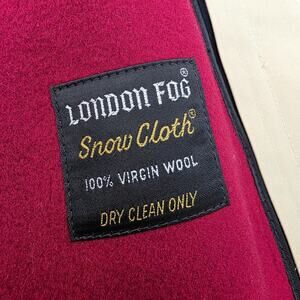 LONDON FOG®
Snow Cloth®
100% VIRGIN WOOL
DRY CLEAN ONLY